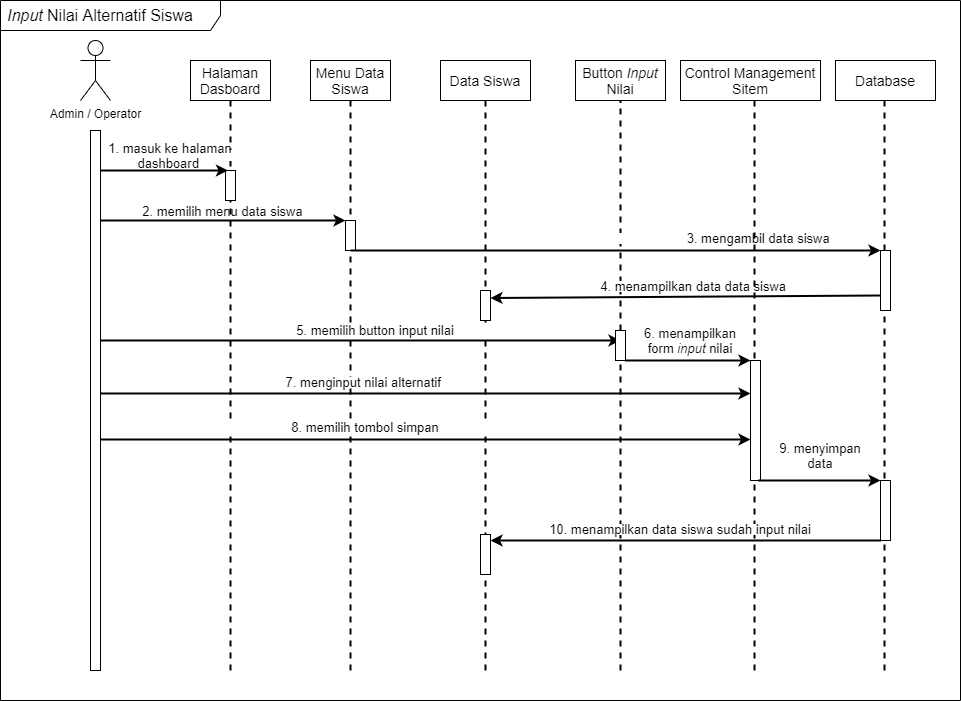 Input Nilai Alternatif Siswa
Admin / Operator
Halaman
Dasboard
Menu Data
Siswa
Data Siswa
Button Input
Nilai
Control Management
Sitem
Database
1. masuk ke halaman
dashboard
2. memilih menu data siswa
3. mengambil data siswa
4. menampilkan data data siswa
5. memilih button input nilai
6. menampilkan
form input nilai
7. menginput nilai alternatif
8. memilih tombol simpan
9. menyimpan
data
10. menampilkan data siswa sudah input nilai